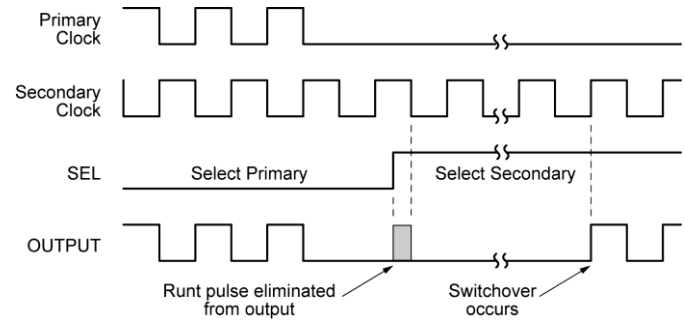 Primary
Clock
Secondary
Clock
SEL
Select Primary
Select Secondary
OUTPUT
Runt pulse eliminated
from output
Switchover
occurs